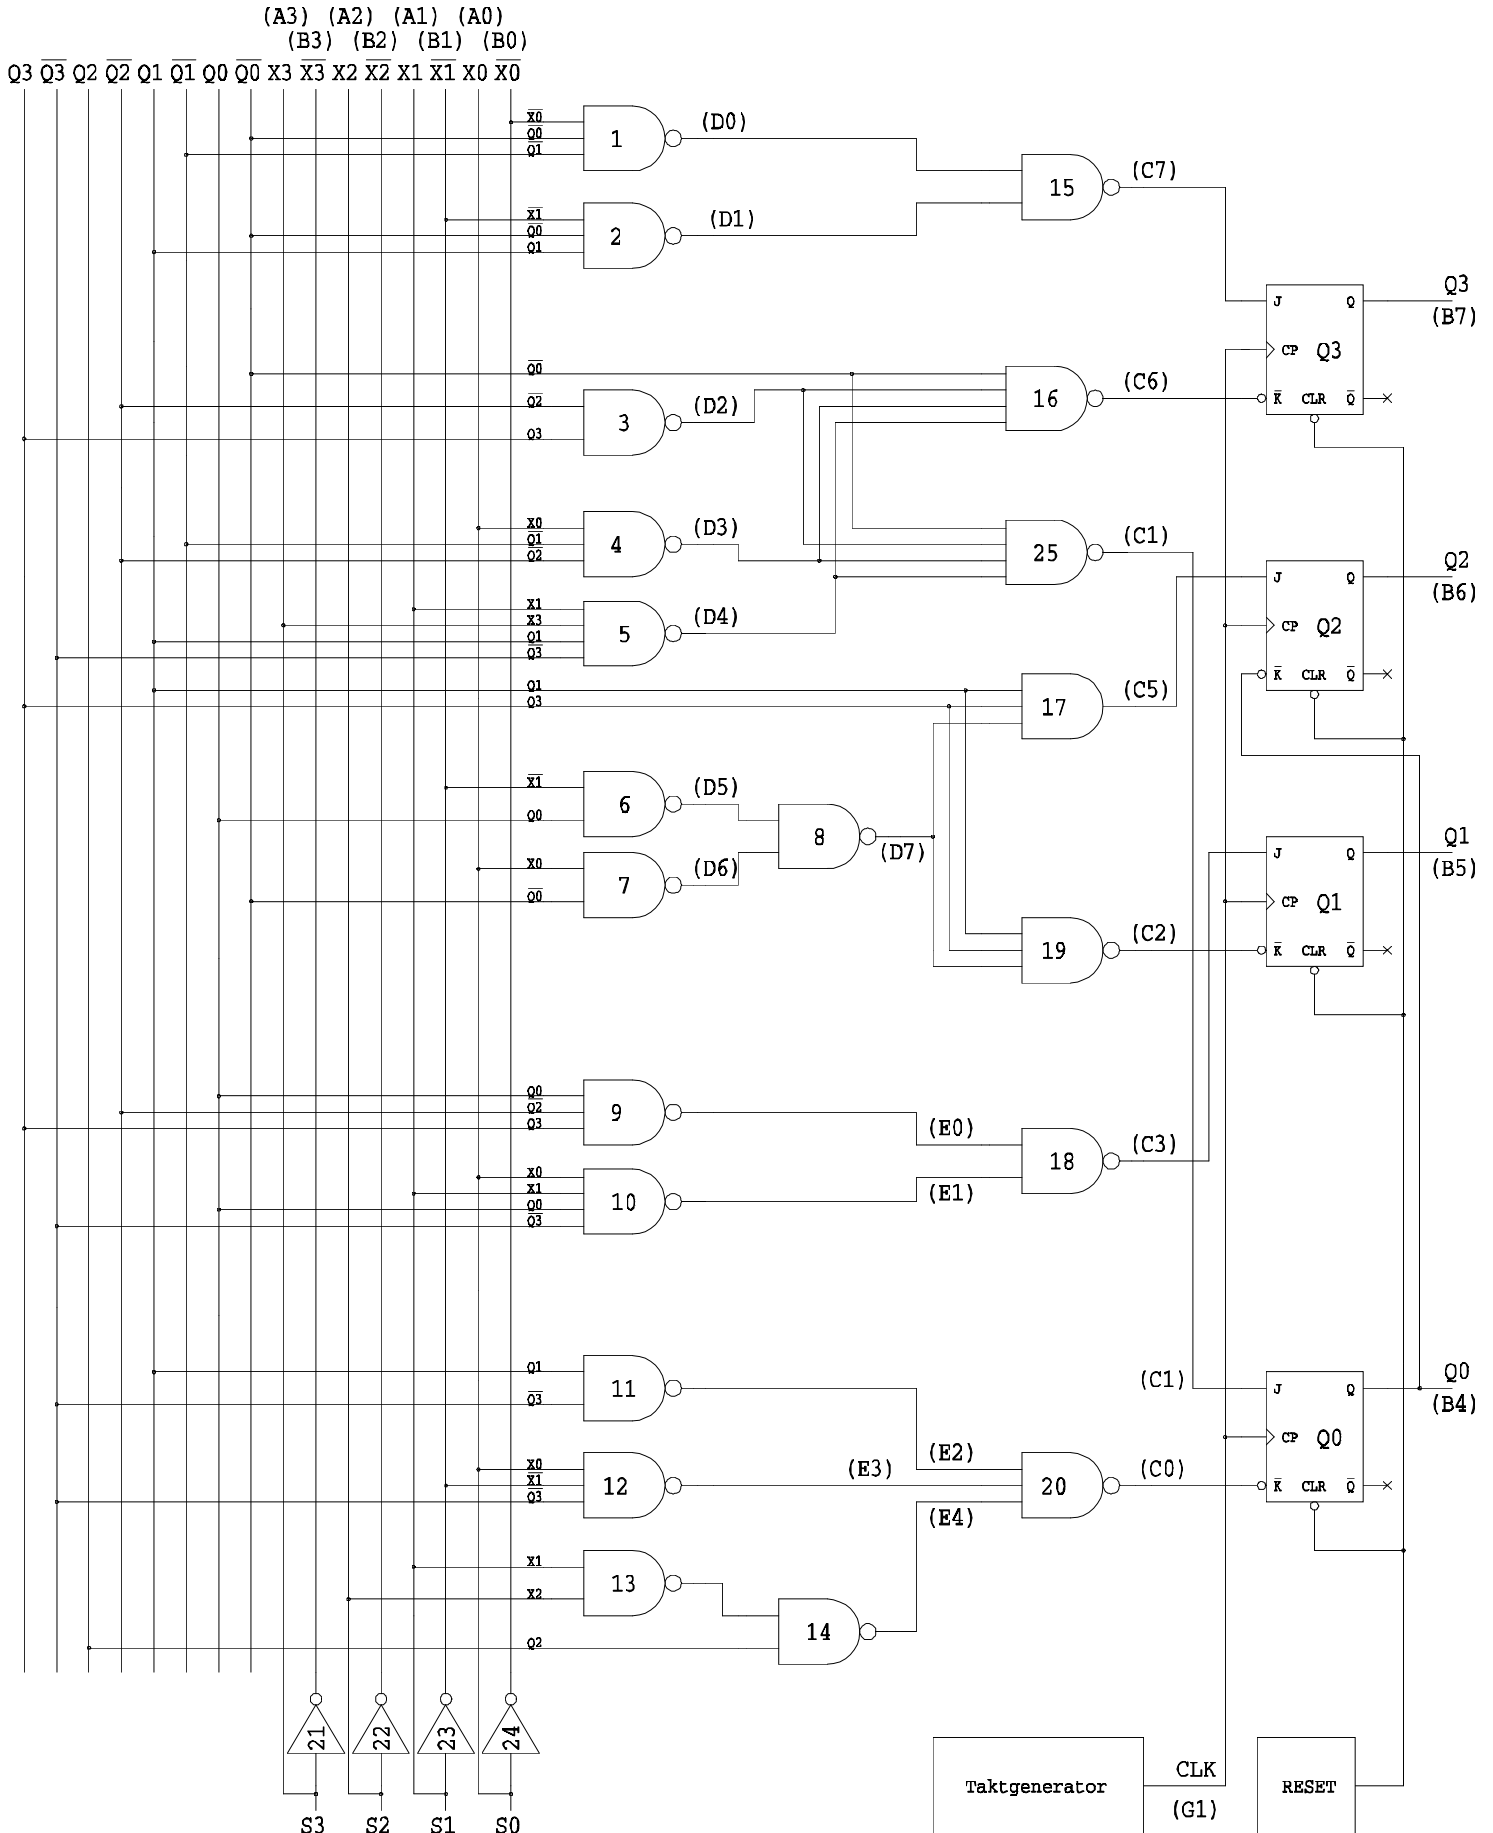 (A3) (A2) (A1) (A0)
(B3) (B2) (B1) (B0)
Q3 Q̅3̅ Q2 Q̅2̅ Q1 Q̅1̅ Q0 Q̅0̅ X3 X̅3̅ X2 X̅2̅ X1 X̅1̅ X0 X̅0̅
X̅0̅
Q̅0̅
Q̅1̅
1
(D0)
15
(C7)
X̅1̅
Q̅0̅
Q1
2
(D1)
Q3
(B7)
J Q
CP Q3
K̅ CLR Q̅
Q̅0̅
Q̅2̅
Q3
3
(D2)
16
(C6)
X0
Q̅1̅
Q̅2̅
4
(D3)
25
(C1)
Q2
(B6)
J Q
CP Q2
K̅ CLR Q̅
X1
X3
Q1
Q̅3̅
5
(D4)
Q1
Q3
17
(C5)
X̅1̅
Q0
6
(D5)
8
(D7)
X0
Q̅0̅
7
(D6)
Q1
(B5)
J Q
CP Q1
K̅ CLR Q̅
19
(C2)
Q0
Q̅2̅
Q3
9
(E0)
18
(C3)
X0
X1
Q0
Q̅3̅
10
(E1)
Q1
Q̅3̅
11
(E2)
(C1)
Q0
(B4)
J Q
CP Q0
K̅ CLR Q̅
X0
X̅1̅
Q̅3̅
12
(E3)
20
(C0)
(E4)
X1
X2
13
Q2
14
21 22 23 24
Taktgenerator
CLK
(G1)
RESET
S3 S2 S1 S0